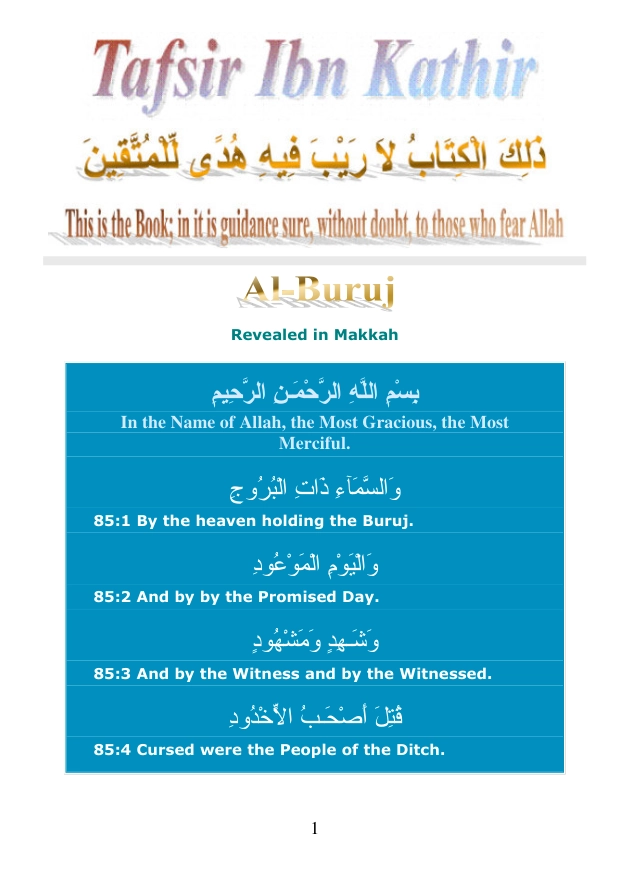 Tafsir Ibn Kathir
ذَلِكَ الْكِتَابُ لاَ رَيْبَ فِيهِ هُدًى لِّلْمُتَّقِينَ
This is the Book; in it is guidance sure, without doubt, to those who fear Allah
Al-Buruj
Revealed in Makkah
بِسْمِ اللَّهِ الرَّحْمَـنِ الرَّحِيمِ
In the Name of Allah, the Most Gracious, the Most
Merciful.
وَالسَّمَآءِ ذَاتِ الْبُرُوجِ
85:1 By the heaven holding the Buruj.
وَالْيَوْمِ الْمَوْعُودِ
85:2 And by by the Promised Day.
وَشَـهِدٍ وَمَشْهُودٍ
85:3 And by the Witness and by the Witnessed.
قُتِلَ أَصْحَـبُ الاٍّخْدُودِ
85:4 Cursed were the People of the Ditch.
1